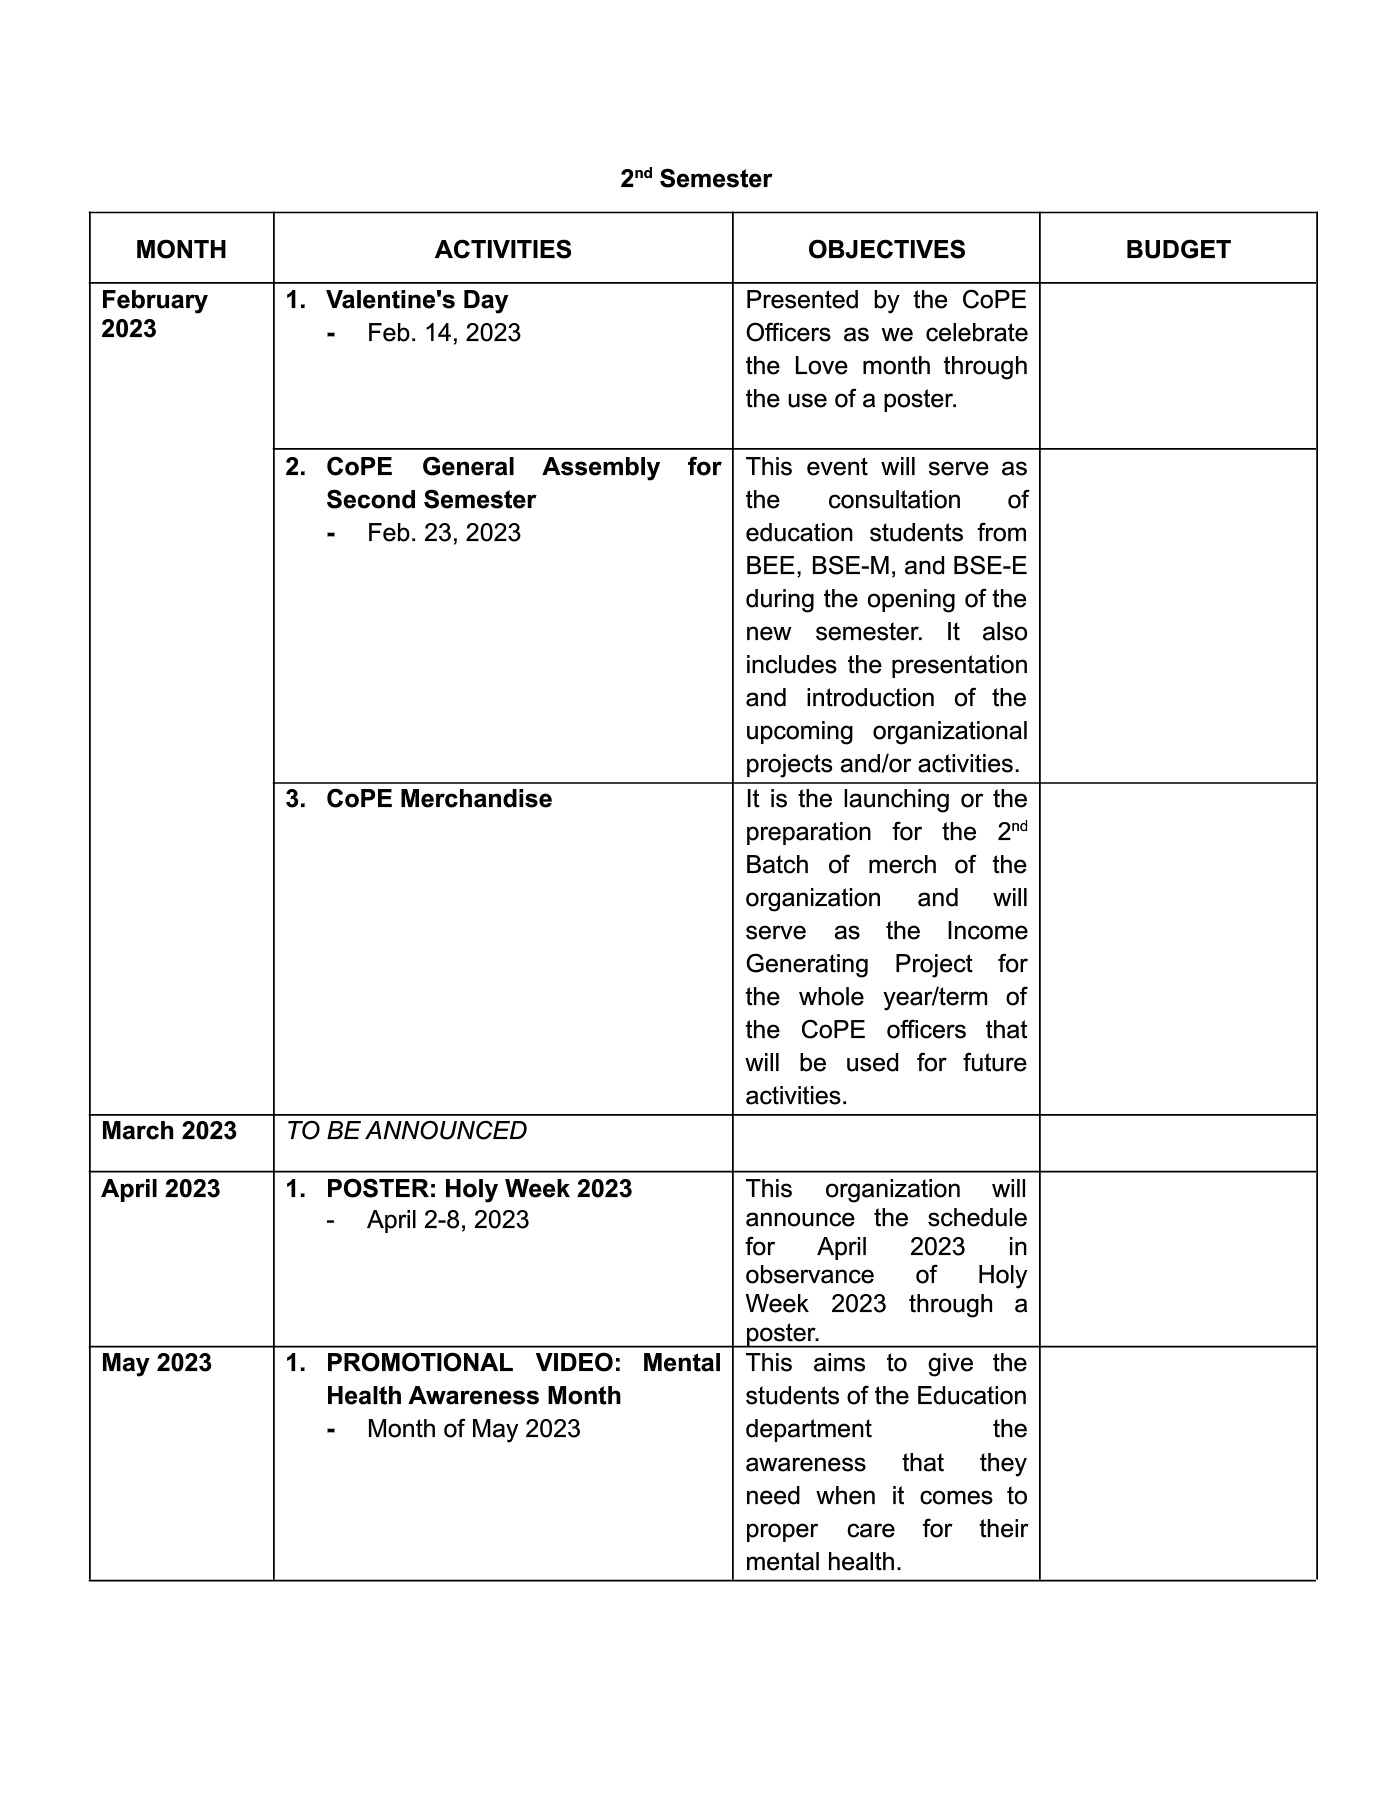 2nd Semester
MONTH
ACTIVITIES
OBJECTIVES
BUDGET
February
2023
1. Valentine's Day
- Feb. 14, 2023
Presented by the CoPE
Officers as we celebrate
the Love month through
the use of a poster.
2. CoPE General Assembly for
Second Semester
- Feb. 23, 2023
This event will serve as
the consultation of
education students from
BEE, BSE-M, and BSE-E
during the opening of the
new semester. It also
includes the presentation
and introduction of the
upcoming organizational
projects and/or activities.
3. CoPE Merchandise
It is the launching or the
preparation for the 2nd
Batch of merch of the
organization and will
serve as the Income
Generating Project for
the whole year/term of
the CoPE officers that
will be used for future
activities.
March 2023
TO BE ANNOUNCED
April 2023
1. POSTER: Holy Week 2023
- April 2-8, 2023
This organization will
announce the schedule
for April 2023 in
observance of Holy
Week 2023 through a
poster.
May 2023
1. PROMOTIONAL VIDEO: Mental
Health Awareness Month
- Month of May 2023
This aims to give the
students of the Education
department the
awareness that they
need when it comes to
proper care for their
mental health.